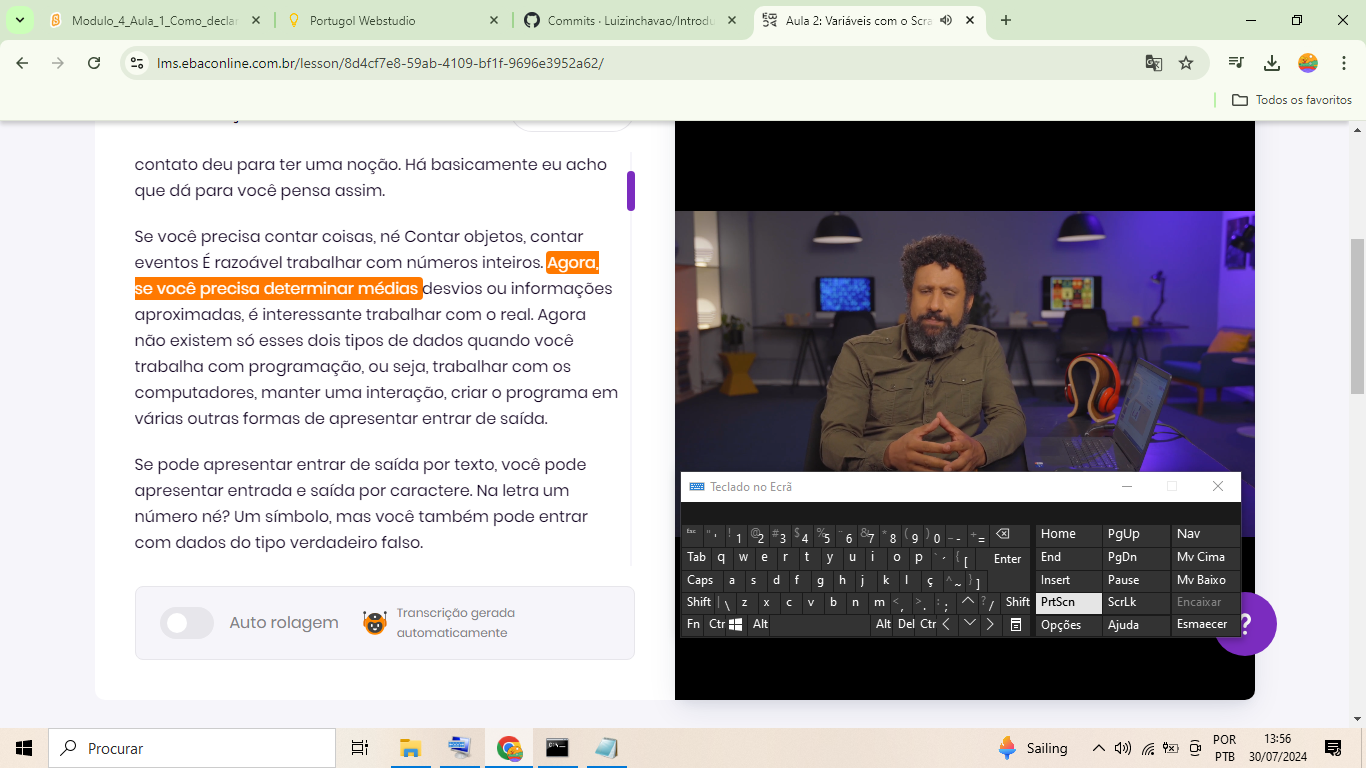 Modulo_4_Aula_1_Como_decla
Portugol Webstudio
Commits · Luizinchavao/Introdu
Aula 2: Variáveis com o Scra
lms.ebaconline.com.br/lesson/8d4cf7e8-59ab-4109-bf1f-9696e3952a62/
Todos os favoritos
contato deu para ter uma noção. Há basicamente eu acho
que dá para você pensa assim.
Se você precisa contar coisas, né Contar objetos, contar
eventos É razoável trabalhar com números inteiros. Agora,
se você precisa determinar médias desvios ou informações
aproximadas, é interessante trabalhar com o real. Agora
não existem só esses dois tipos de dados quando você
trabalha com programação, ou seja, trabalhar com os
computadores, manter uma interação, criar o programa em
várias outras formas de apresentar entrar de saída.
Se pode apresentar entrar de saída por texto, você pode
apresentar entrada e saída por caractere. Na letra um
número né? Um símbolo, mas você também pode entrar
com dados do tipo verdadeiro falso.
Auto rolagem
Transcrição gerada
automaticamente
Teclado no Ecrã
Esc " ' ! 1 @ 2 # 3 $ 4 % 5 ¨ 6 & 7 * 8 ( 9 ) 0 _ - + = Home PgUp Nav
Tab q w e r t y u i o p ` ´ { [ Enter End PgDn Mv Cima
Caps a s d f g h j k l ç ^ ~ } ] Insert Pause Mv Baixo
Shift | \ z x c v b n m < , > . : ; ? / Shift PrtScn ScrLk Encaixar
Fn Ctr Alt Alt Del Ctr Opções Ajuda Esmaecer
?
Procurar
Sailing
POR
PTB
13:56
30/07/2024